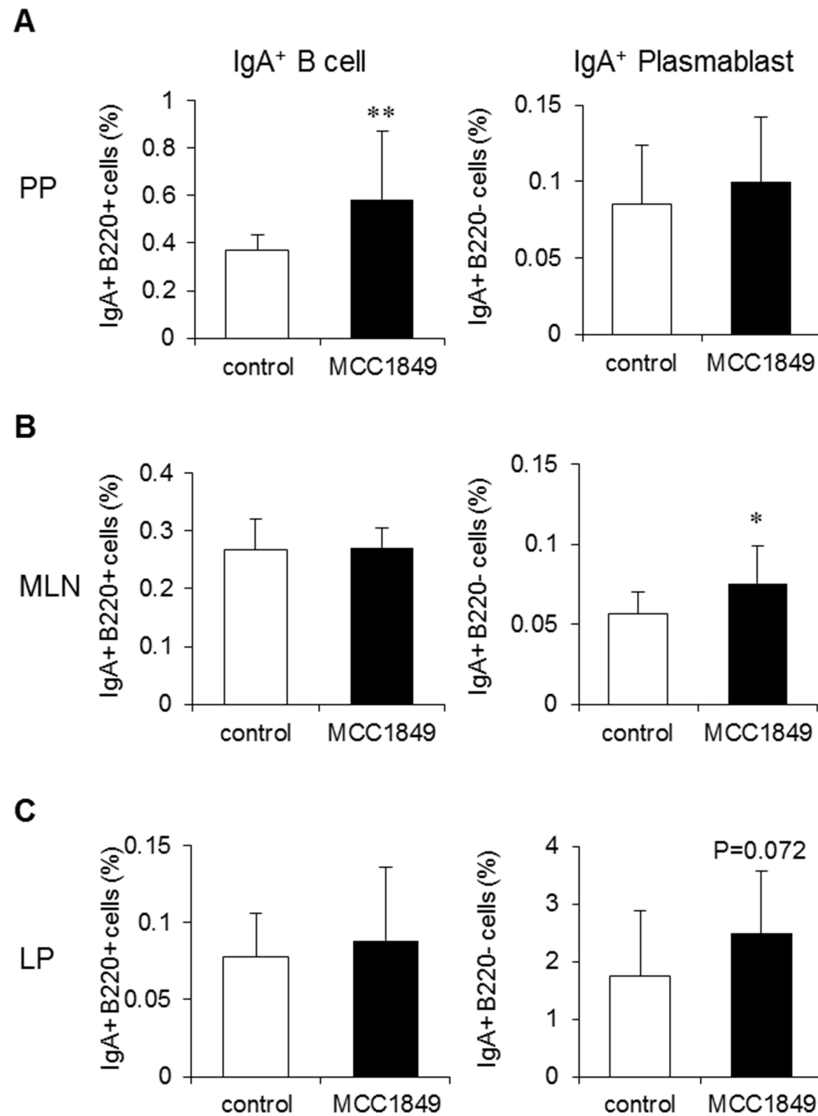 A
IgA⁺ B cell
IgA⁺ Plasmablast
PP
IgA+ B220+ cells (%)
1
0.8
0.6
0.4
0.2
0
**
control
MCC1849
IgA+ B220- cells (%)
0.15
0.1
0.05
0
control
MCC1849
B
MLN
IgA+ B220+ cells (%)
0.4
0.3
0.2
0.1
0
control
MCC1849
IgA+ B220- cells (%)
0.15
0.1
0.05
0
*
control
MCC1849
C
LP
IgA+ B220+ cells (%)
0.15
0.1
0.05
0
control
MCC1849
IgA+ B220- cells (%)
4
3
2
1
0
P=0.072
control
MCC1849